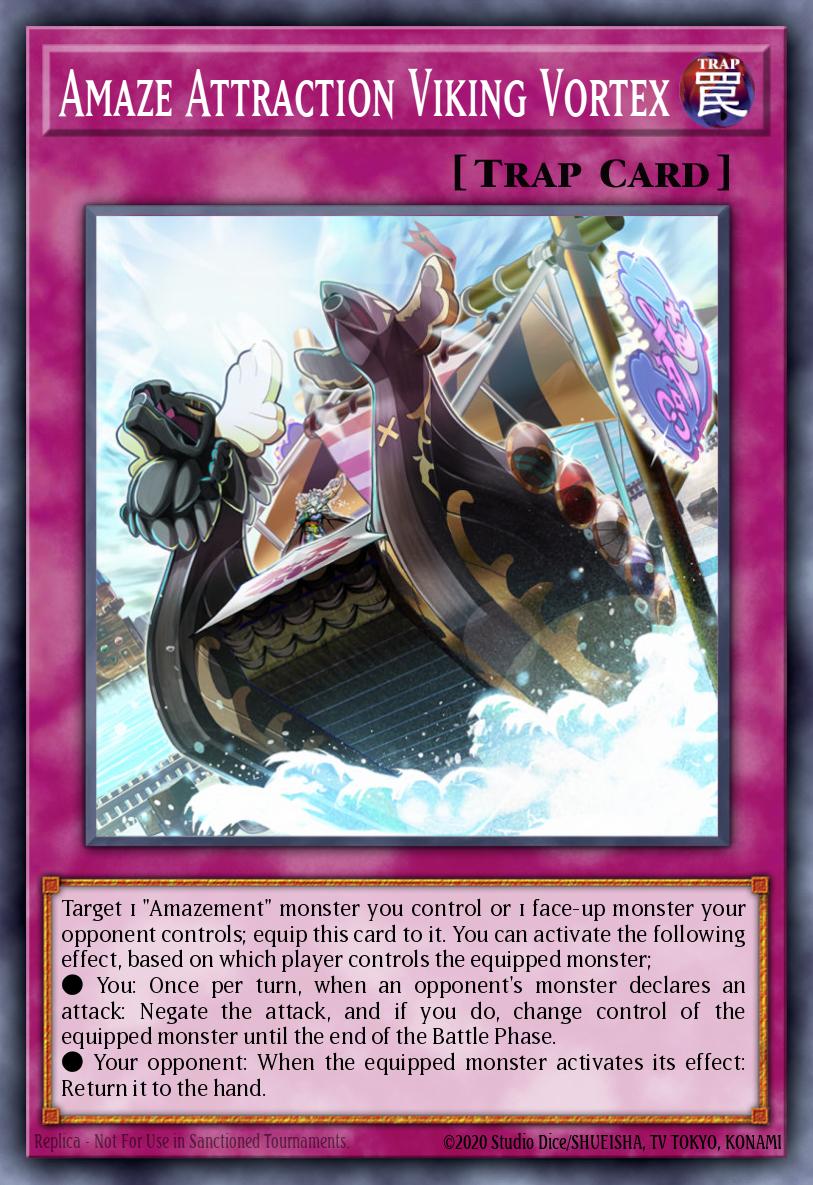 Amaze Attraction Viking Vortex
TRAP
罠
[Trap Card]
Target 1 "Amazement" monster you control or 1 face-up monster your
opponent controls; equip this card to it. You can activate the following
effect, based on which player controls the equipped monster;
● You: Once per turn, when an opponent's monster declares an
attack: Negate the attack, and if you do, change control of the
equipped monster until the end of the Battle Phase.
● Your opponent: When the equipped monster activates its effect:
Return it to the hand.
Replica - Not For Use in Sanctioned Tournaments.
©2020 Studio Dice/SHUEISHA, TV TOKYO, KONAMI